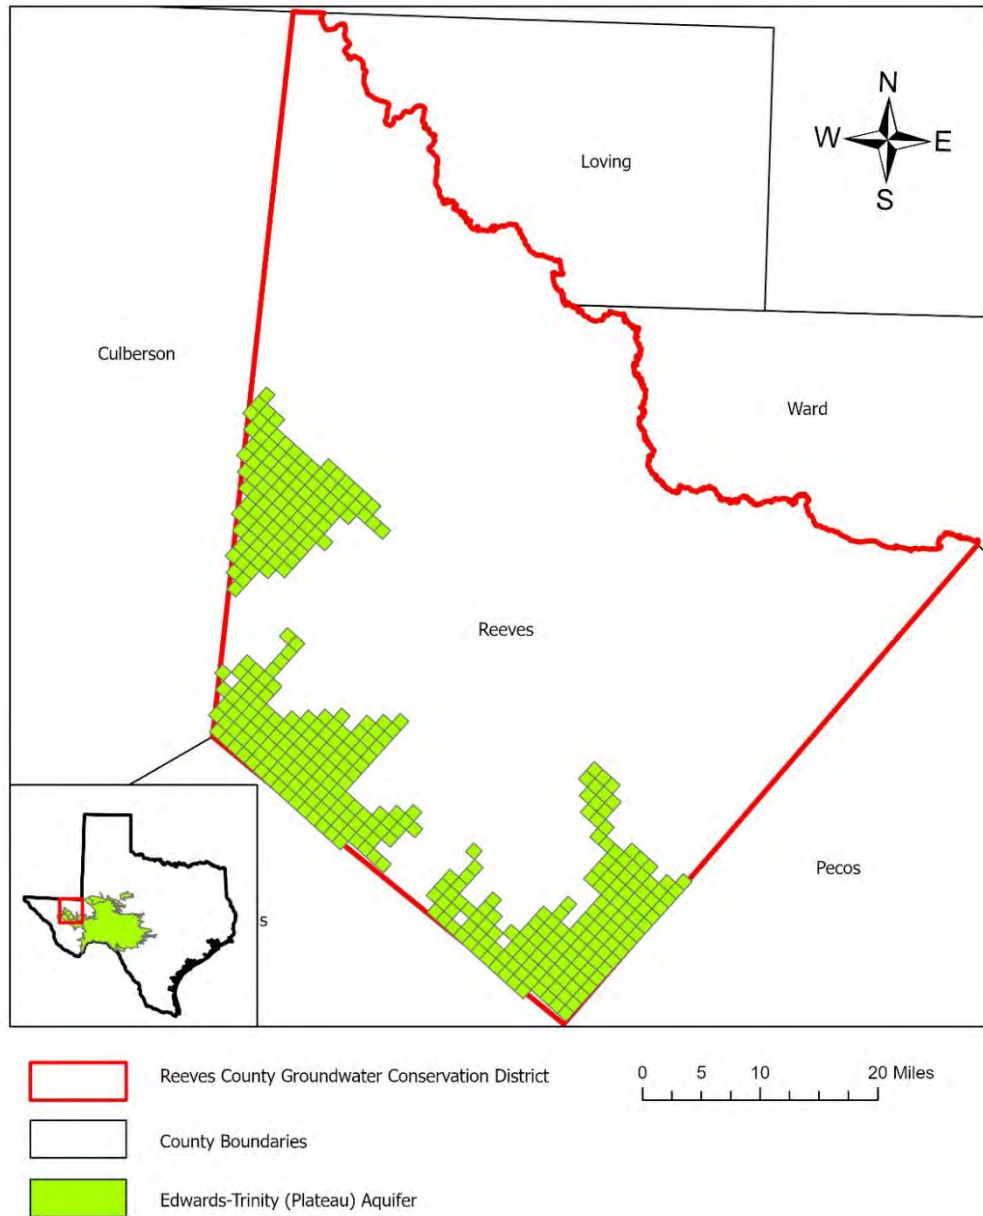 N
W E
S
Loving
Culberson
Ward
Reeves
Pecos
s
Reeves County Groundwater Conservation District
0 5 10 20 Miles
County Boundaries
Edwards-Trinity (Plateau) Aquifer